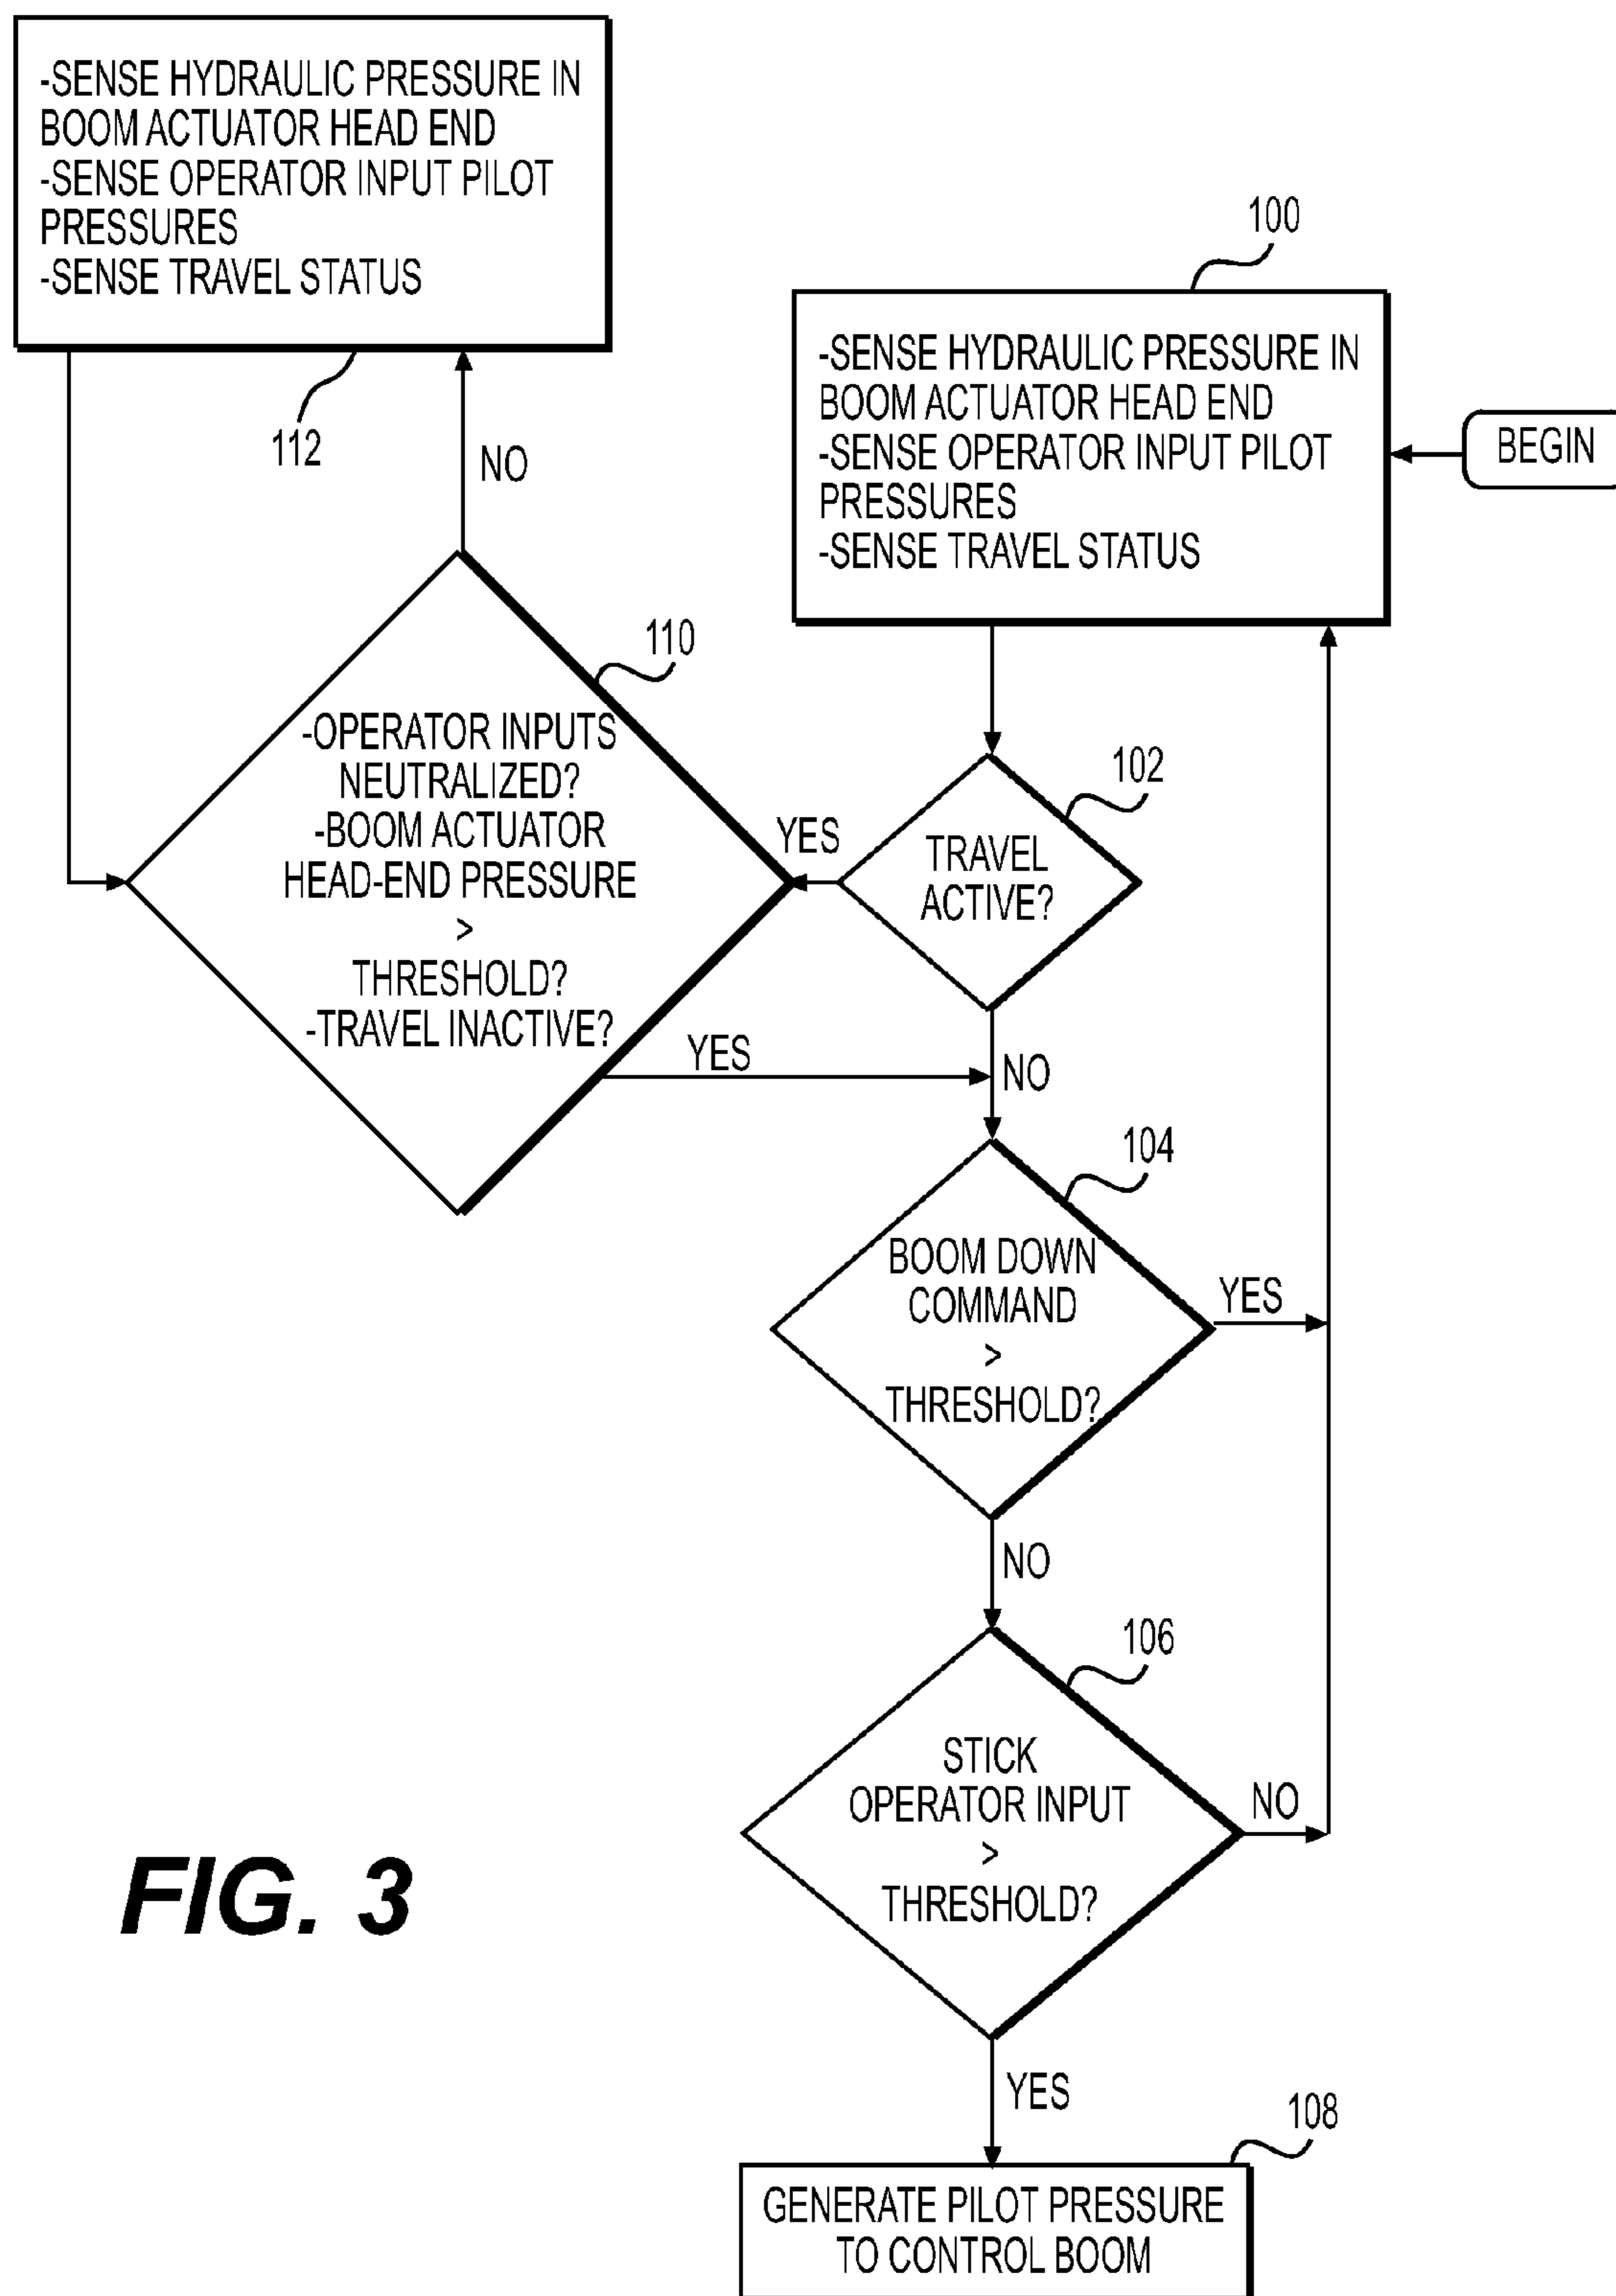 -SENSE HYDRAULIC PRESSURE IN
BOOM ACTUATOR HEAD END
-SENSE OPERATOR INPUT PILOT
PRESSURES
-SENSE TRAVEL STATUS
112
NO
100
-SENSE HYDRAULIC PRESSURE IN
BOOM ACTUATOR HEAD END
-SENSE OPERATOR INPUT PILOT
PRESSURES
-SENSE TRAVEL STATUS
BEGIN
110
-OPERATOR INPUTS
NEUTRALIZED?
-BOOM ACTUATOR
HEAD-END PRESSURE
>
THRESHOLD?
-TRAVEL INACTIVE?
YES
102
TRAVEL
ACTIVE?
YES
NO
104
BOOM DOWN
COMMAND
>
THRESHOLD?
YES
NO
106
STICK
OPERATOR INPUT
>
THRESHOLD?
NO
YES
108
GENERATE PILOT PRESSURE
TO CONTROL BOOM
FIG. 3